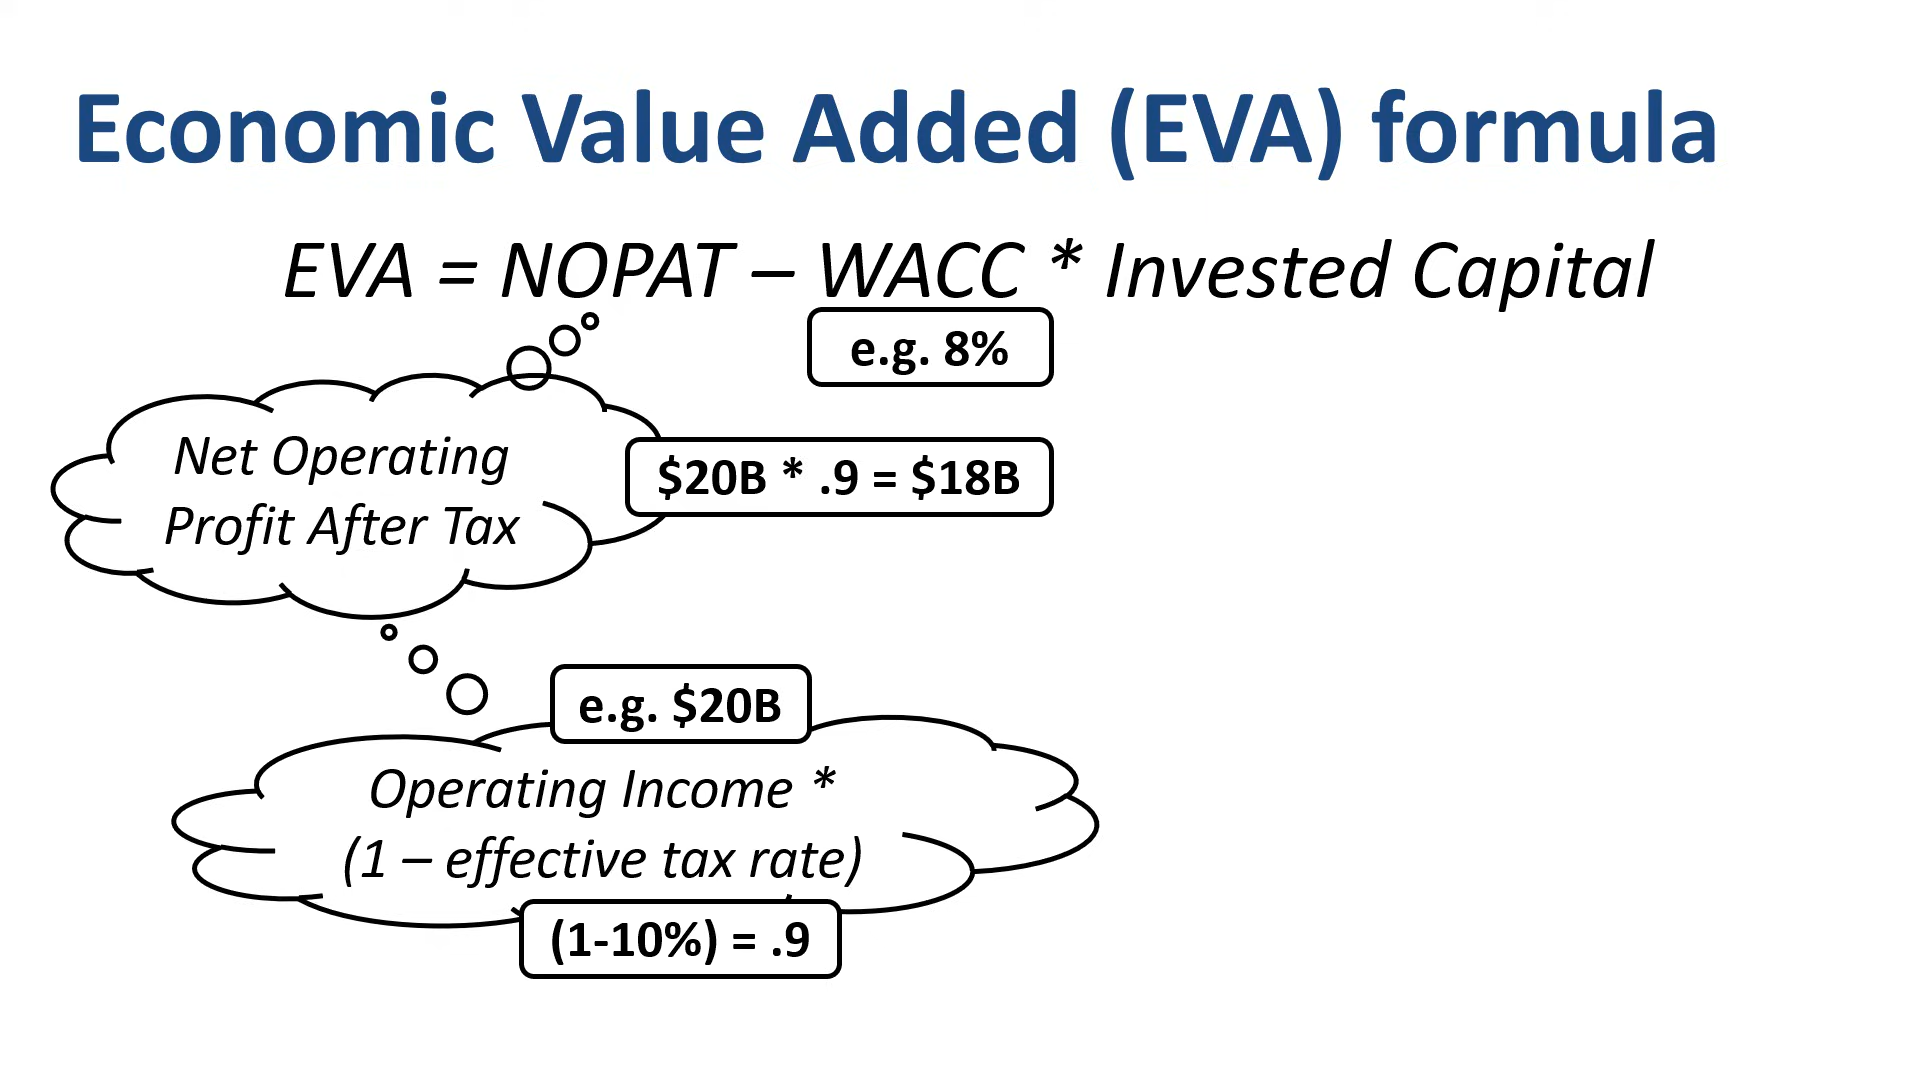 Economic Value Added (EVA) formula
EVA = NOPAT – WACC * Invested Capital
e.g. 8%
Net Operating
Profit After Tax
$20B * .9 = $18B
e.g. $20B
Operating Income *
(1 – effective tax rate)
(1-10%) = .9